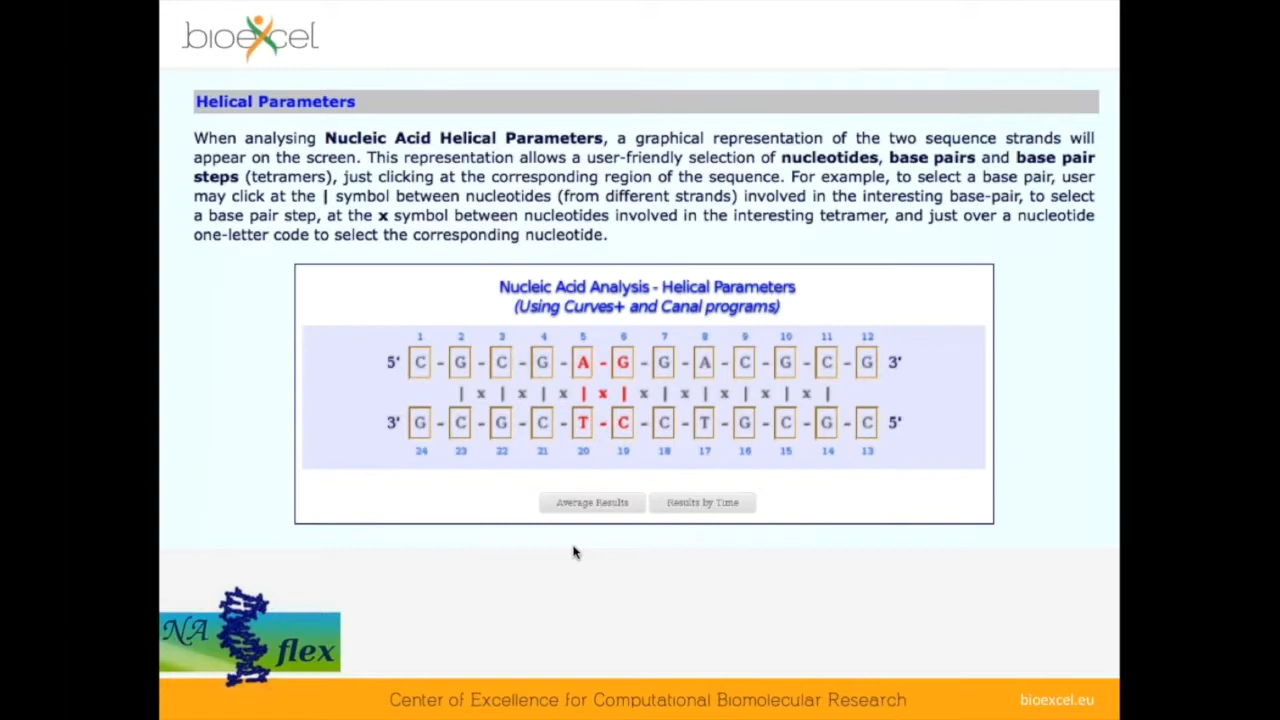 bioexcel
Helical Parameters
When analysing Nucleic Acid Helical Parameters, a graphical representation of the two sequence strands will
appear on the screen. This representation allows a user-friendly selection of nucleotides, base pairs and base pair
steps (tetramers), just clicking at the corresponding region of the sequence. For example, to select a base pair, user
may click at the | symbol between nucleotides (from different strands) involved in the interesting base-pair, to select
a base pair step, at the x symbol between nucleotides involved in the interesting tetramer, and just over a nucleotide
one-letter code to select the corresponding nucleotide.
Nucleic Acid Analysis - Helical Parameters
(Using Curves+ and Canal programs)
1 2 3 4 5 6 7 8 9 10 11 12
5' C - G - C - G - A - G - G - A - C - G - C - G 3'
| x | x | x | x | x | x | x | x | x |
3' G - C - G - C - T - C - C - T - G - C - G - C 5'
24 23 22 21 20 19 18 17 16 15 14 13
Average Results Results by Time
NA
flex
Center of Excellence for Computational Biomolecular Research
bioexcel.eu